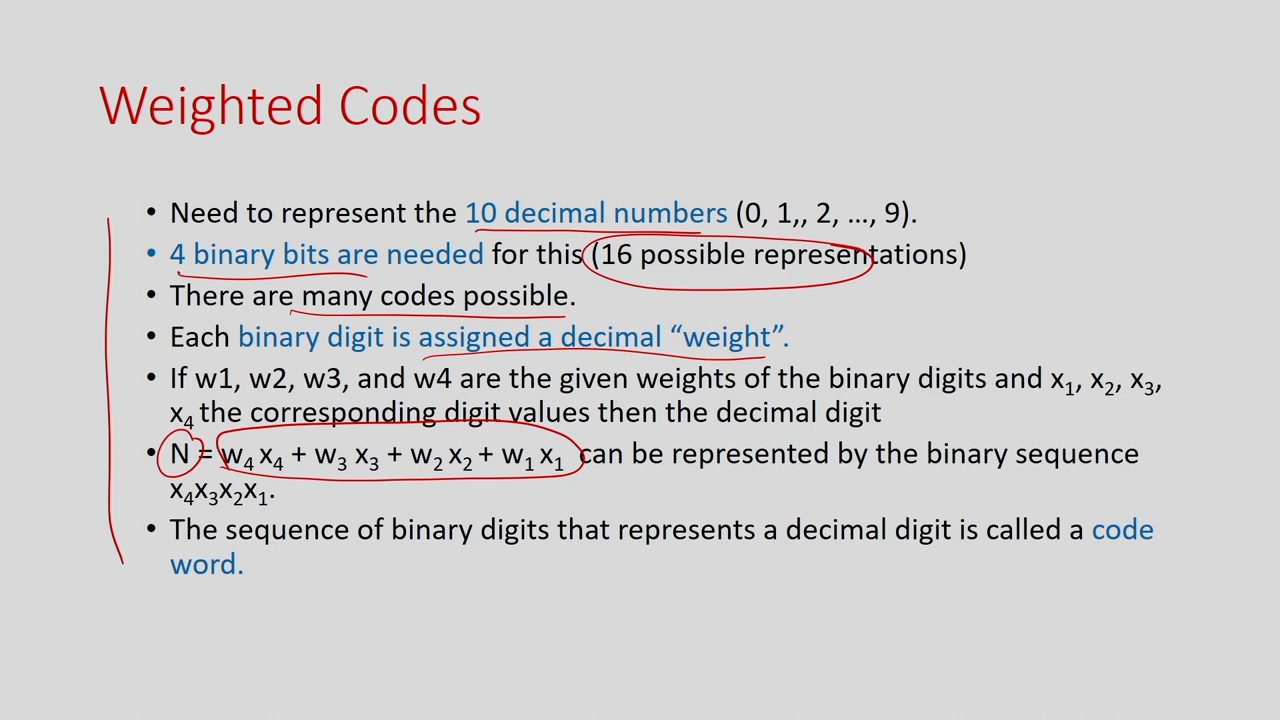 Weighted Codes
• Need to represent the 10 decimal numbers (0, 1,, 2, …, 9).
• 4 binary bits are needed for this (16 possible representations)
• There are many codes possible.
• Each binary digit is assigned a decimal “weight”.
• If w1, w2, w3, and w4 are the given weights of the binary digits and x₁, x₂, x₃,
x₄ the corresponding digit values then the decimal digit
• N = w₄ x₄ + w₃ x₃ + w₂ x₂ + w₁ x₁ can be represented by the binary sequence
x₄x₃x₂x₁.
• The sequence of binary digits that represents a decimal digit is called a code
word.